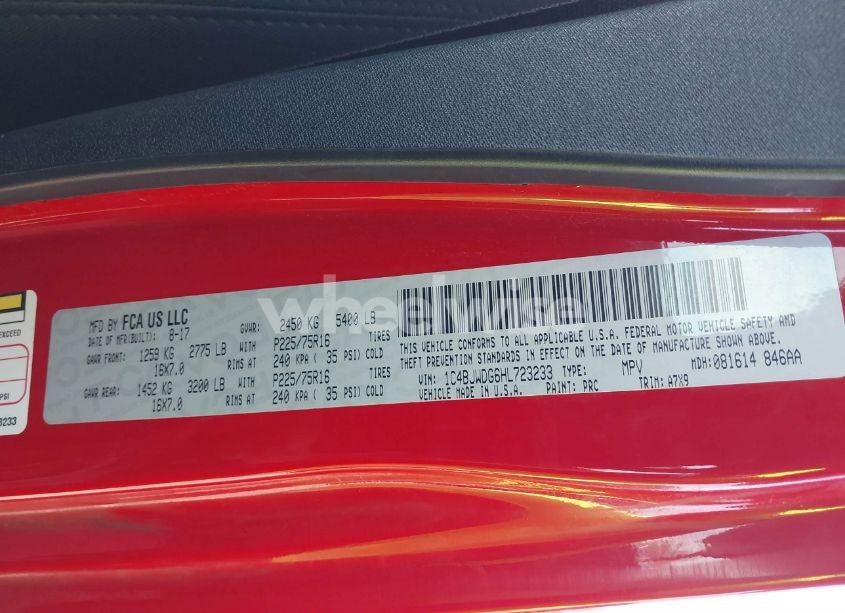 MFD BY FCA US LLC
DATE OF MFR(BUILT): 8-17 GVWR: 2450 KG 5400 LB
GAWR FRONT: 1259 KG 2775 LB WITH P225/75R16 TIRES
16X7.0 RIMS AT 240 KPA ( 35 PSI) COLD
GAWR REAR: 1452 KG 3200 LB WITH P225/75R16 TIRES
16X7.0 RIMS AT 240 KPA ( 35 PSI) COLD
THIS VEHICLE CONFORMS TO ALL APPLICABLE U.S.A. FEDERAL MOTOR VEHICLE SAFETY AND
THEFT PREVENTION STANDARDS IN EFFECT ON THE DATE OF MANUFACTURE SHOWN ABOVE.
VIN: 1C4BJWDG6HL723233 TYPE: MPV MDH: 081614 846AA
VEHICLE MADE IN U.S.A. PAINT: PRC TRIM: A7X9
EXCEED
PSI
3233
wheelwise